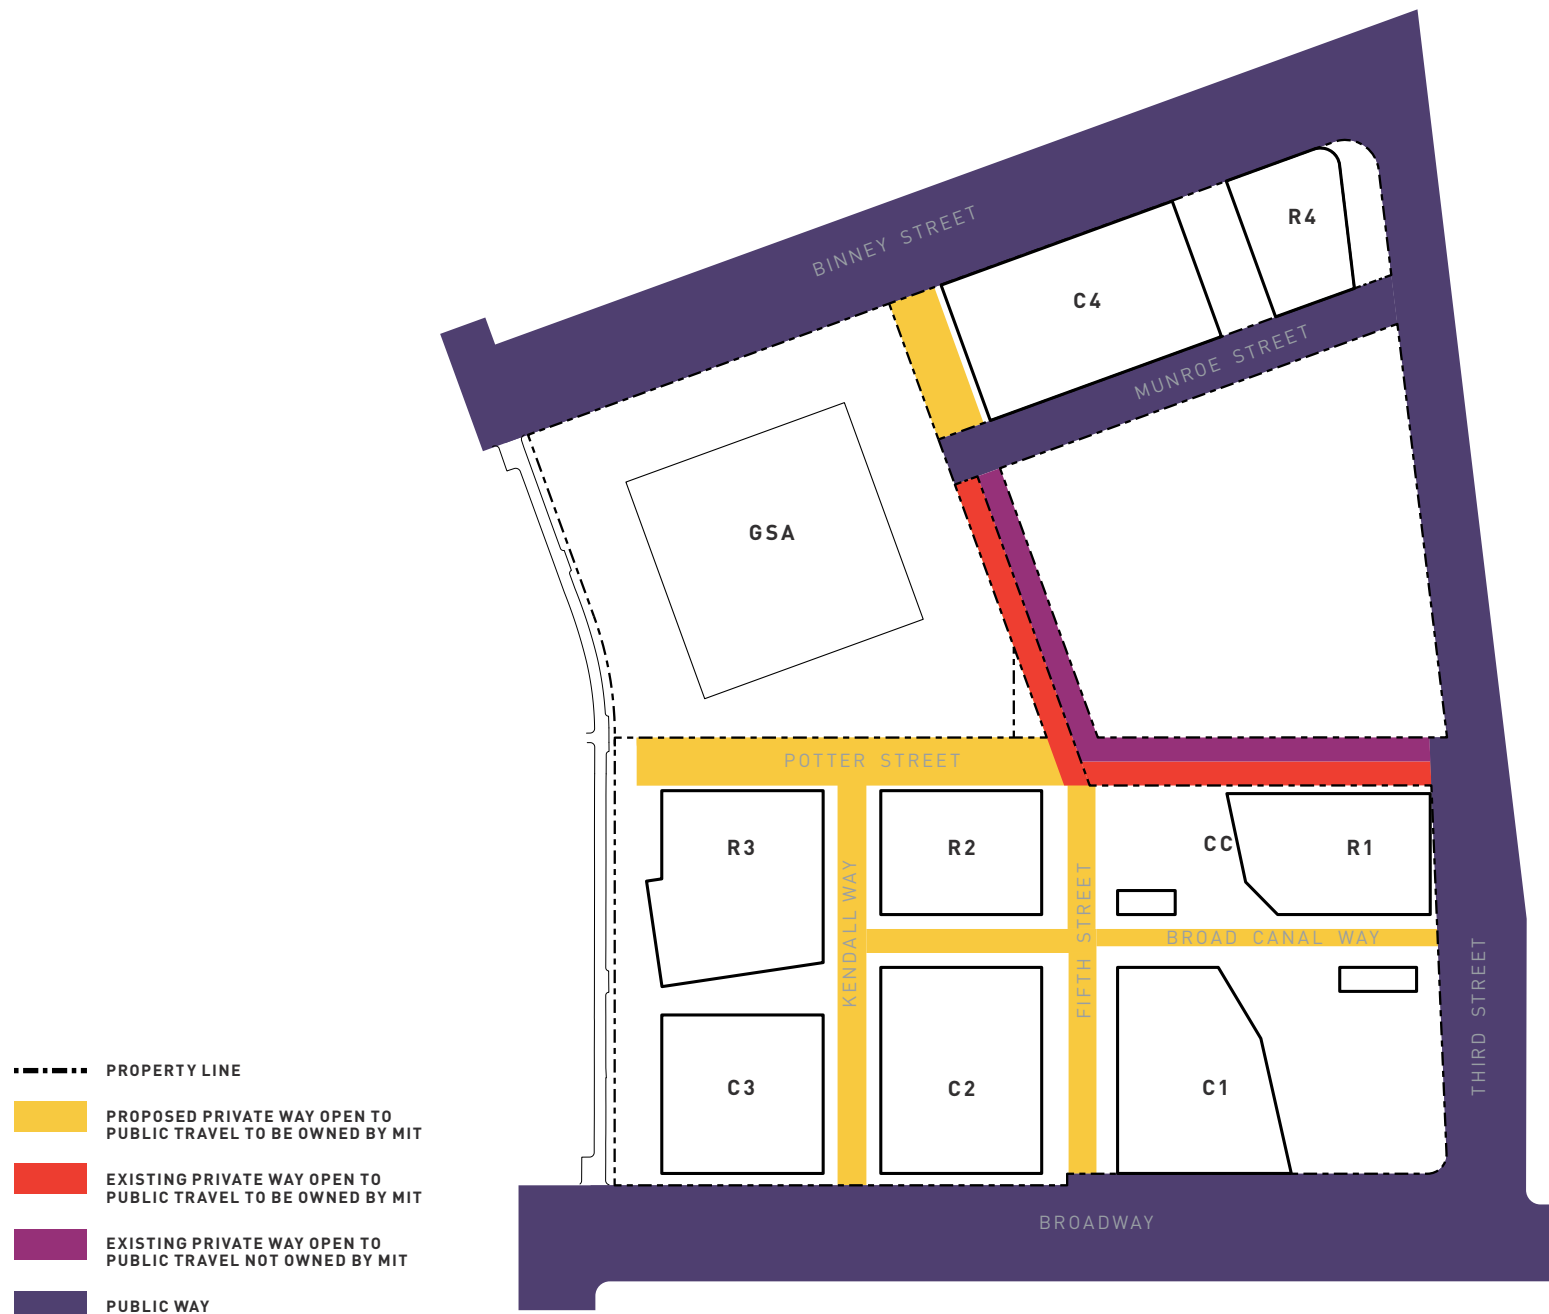 BINNEY STREET
R4
C4
MUNROE STREET
GSA
POTTER STREET
R3
R2
CC
R1
KENDALL WAY
FIFTH STREET
BROAD CANAL WAY
THIRD STREET
C3
C2
C1
BROADWAY
PROPERTY LINE
PROPOSED PRIVATE WAY OPEN TO
PUBLIC TRAVEL TO BE OWNED BY MIT
EXISTING PRIVATE WAY OPEN TO
PUBLIC TRAVEL TO BE OWNED BY MIT
EXISTING PRIVATE WAY OPEN TO
PUBLIC TRAVEL NOT OWNED BY MIT
PUBLIC WAY